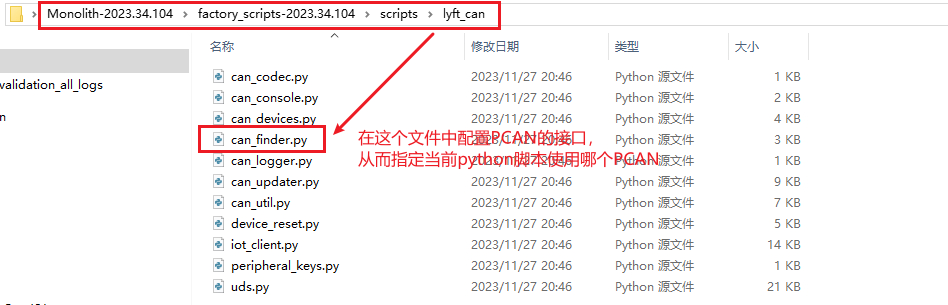 Monolith-2023.34.104 > factory_scripts-2023.34.104 > scripts > lyft_can
名称 修改日期 类型 大小
can_codec.py 2023/11/27 20:46 Python 源文件 1 KB
validation_all_logs
can_console.py 2023/11/27 20:46 Python 源文件 2 KB
n
can_devices.py 2023/11/27 20:46 Python 源文件 4 KB
can_finder.py 2023/11/27 20:46 Python 源文件 3 KB
在这个文件中配置PCAN的接口,
从而指定当前python脚本使用哪个PCAN
can_logger.py 2023/11/27 20:46 Python 源文件 1 KB
can_updater.py 2023/11/27 20:46 Python 源文件 9 KB
can_util.py 2023/11/27 20:46 Python 源文件 7 KB
device_reset.py 2023/11/27 20:46 Python 源文件 5 KB
iot_client.py 2023/11/27 20:46 Python 源文件 14 KB
peripheral_keys.py 2023/11/27 20:46 Python 源文件 1 KB
uds.py 2023/11/27 20:46 Python 源文件 21 KB